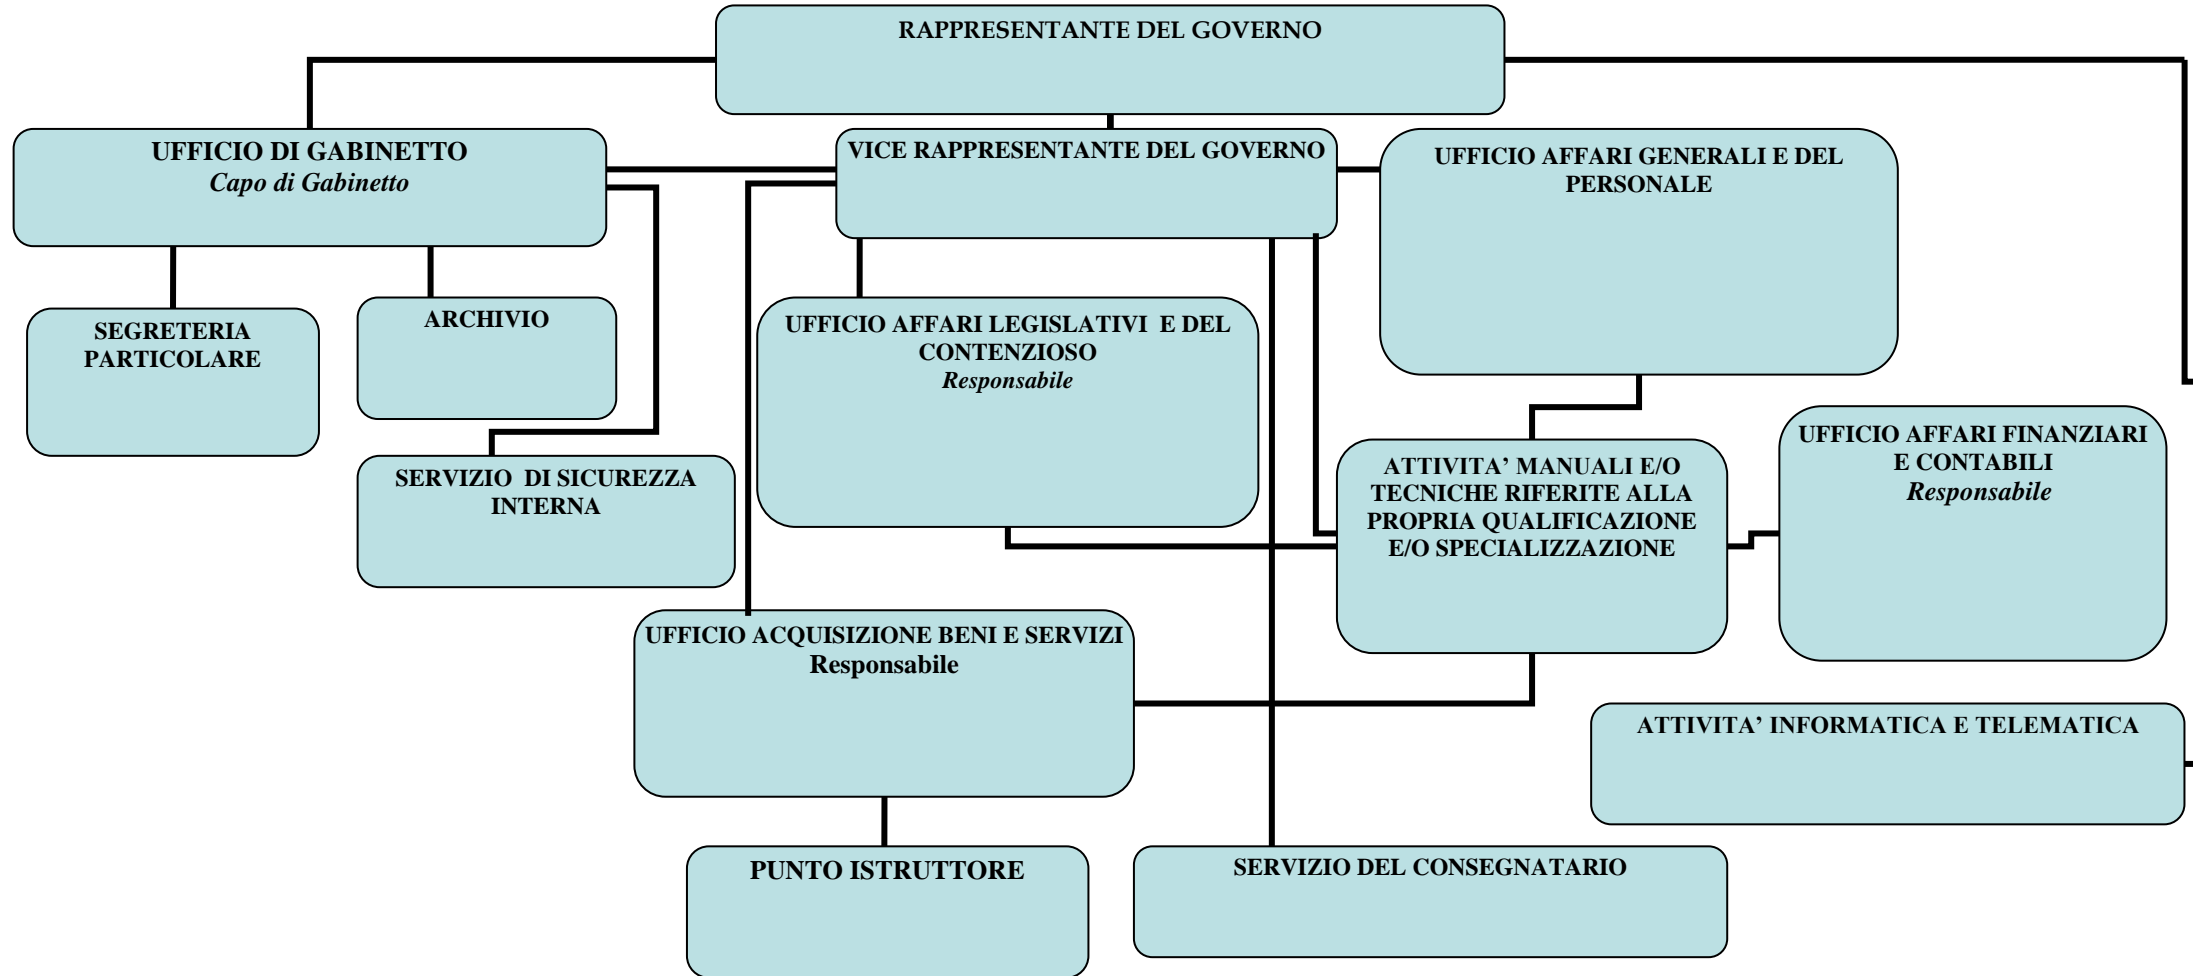 RAPPRESENTANTE DEL GOVERNO
UFFICIO DI GABINETTO
Capo di Gabinetto
VICE RAPPRESENTANTE DEL GOVERNO
UFFICIO AFFARI GENERALI E DEL
PERSONALE
SEGRETERIA
PARTICOLARE
ARCHIVIO
UFFICIO AFFARI LEGISLATIVI  E DEL
CONTENZIOSO
Responsabile
SERVIZIO  DI SICUREZZA
INTERNA
ATTIVITA’ MANUALI E/O
TECNICHE RIFERITE ALLA
PROPRIA QUALIFICAZIONE
E/O SPECIALIZZAZIONE
UFFICIO AFFARI FINANZIARI
E CONTABILI
Responsabile
UFFICIO ACQUISIZIONE BENI E SERVIZI
Responsabile
ATTIVITA’ INFORMATICA E TELEMATICA
PUNTO ISTRUTTORE
SERVIZIO DEL CONSEGNATARIO